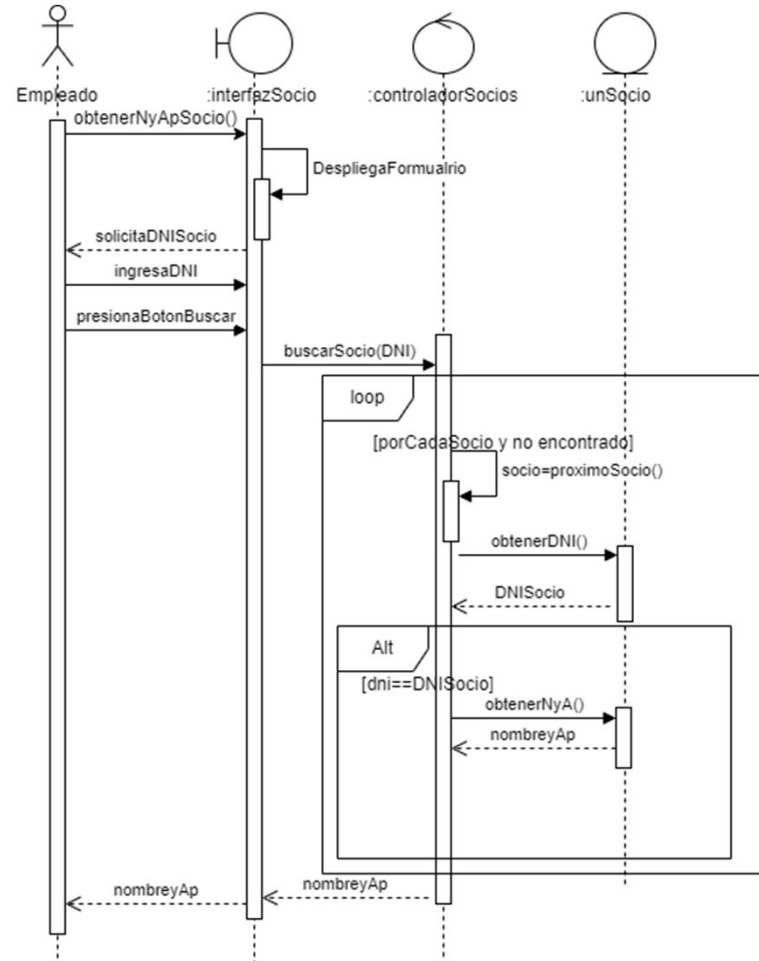 Empleado
:interfazSocio
:controladorSocios
:unSocio
obtenerNyApSocio()
DespliegaFormualrio
solicitaDNISocio
ingresaDNI
presionaBotonBuscar
buscarSocio(DNI)
loop
[porCadaSocio y no encontrado]
socio=proximoSocio()
obtenerDNI()
DNISocio
Alt
[dni==DNISocio]
obtenerNyA()
nombreyAp
nombreyAp
nombreyAp